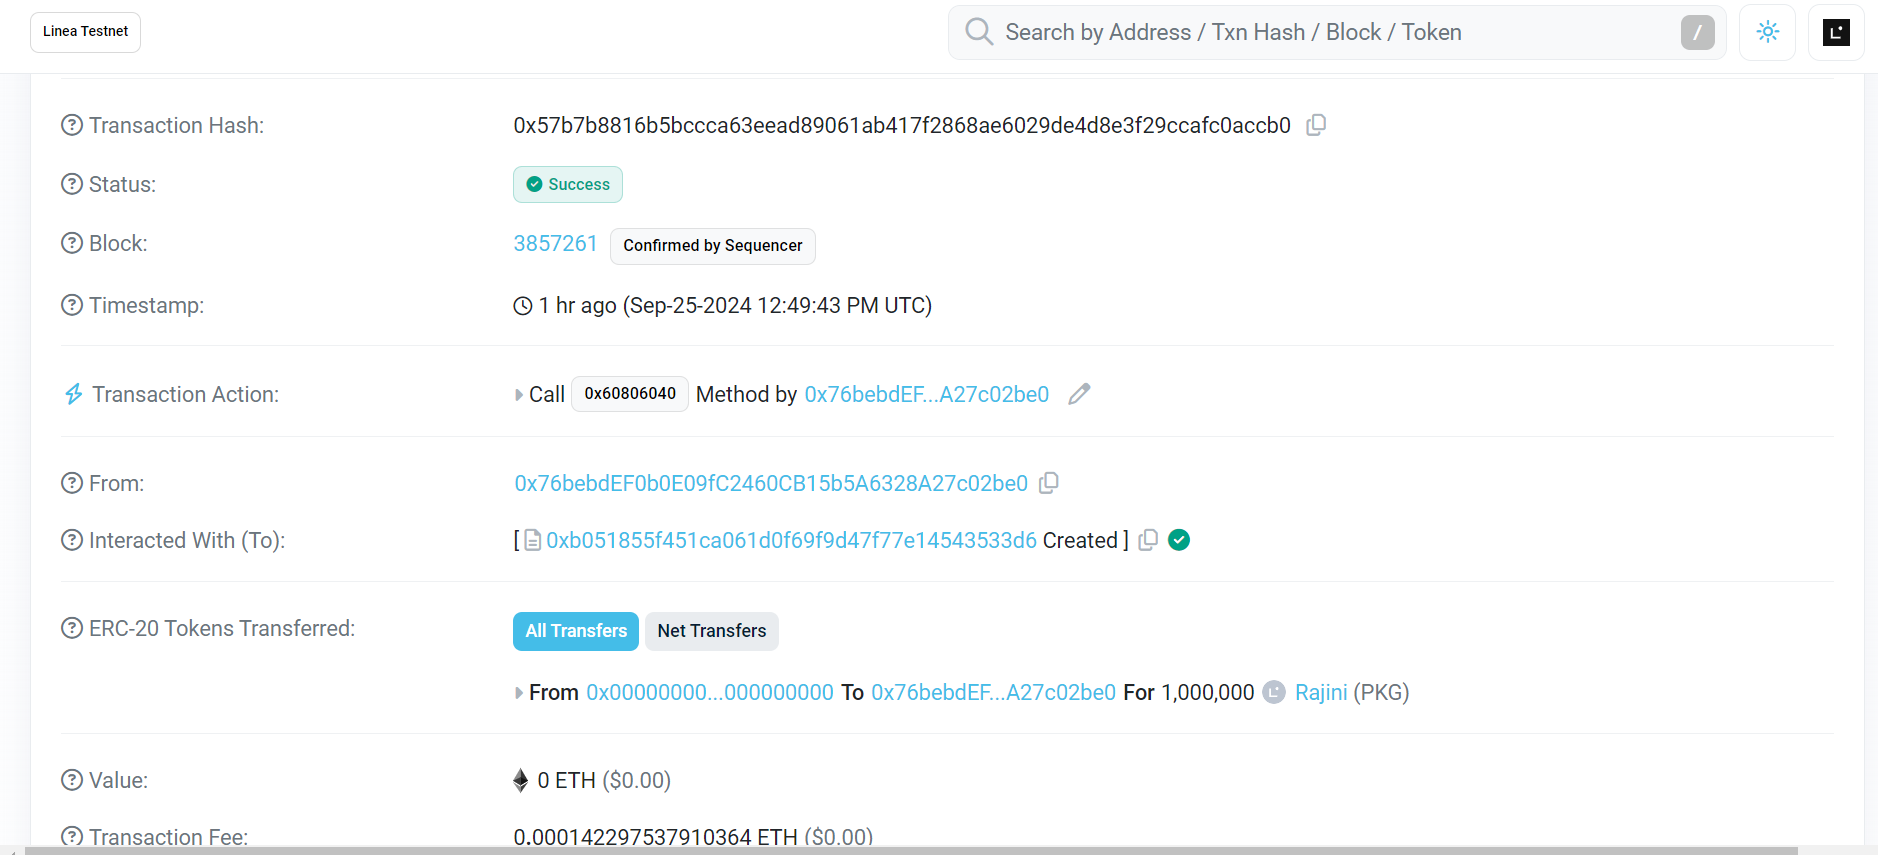 Linea Testnet
Search by Address / Txn Hash / Block / Token
/
Transaction Hash: 0x57b7b8816b5bccca63eead89061ab417f2868ae6029de4d8e3f29ccafc0accb0
Status: Success
Block: 3857261 Confirmed by Sequencer
Timestamp: 1 hr ago (Sep-25-2024 12:49:43 PM UTC)
Transaction Action: Call 0x60806040 Method by 0x76bebdEF...A27c02be0
From: 0x76bebdEF0b0E09fC2460CB15b5A6328A27c02be0
Interacted With (To): [ 0xb051855f451ca061d0f69f9d47f77e14543533d6 Created ]
ERC-20 Tokens Transferred: All Transfers Net Transfers
From 0x00000000...000000000 To 0x76bebdEF...A27c02be0 For 1,000,000 Rajini (PKG)
Value: 0 ETH ($0.00)
Transaction Fee: 0.000142297537910364 ETH ($0.00)